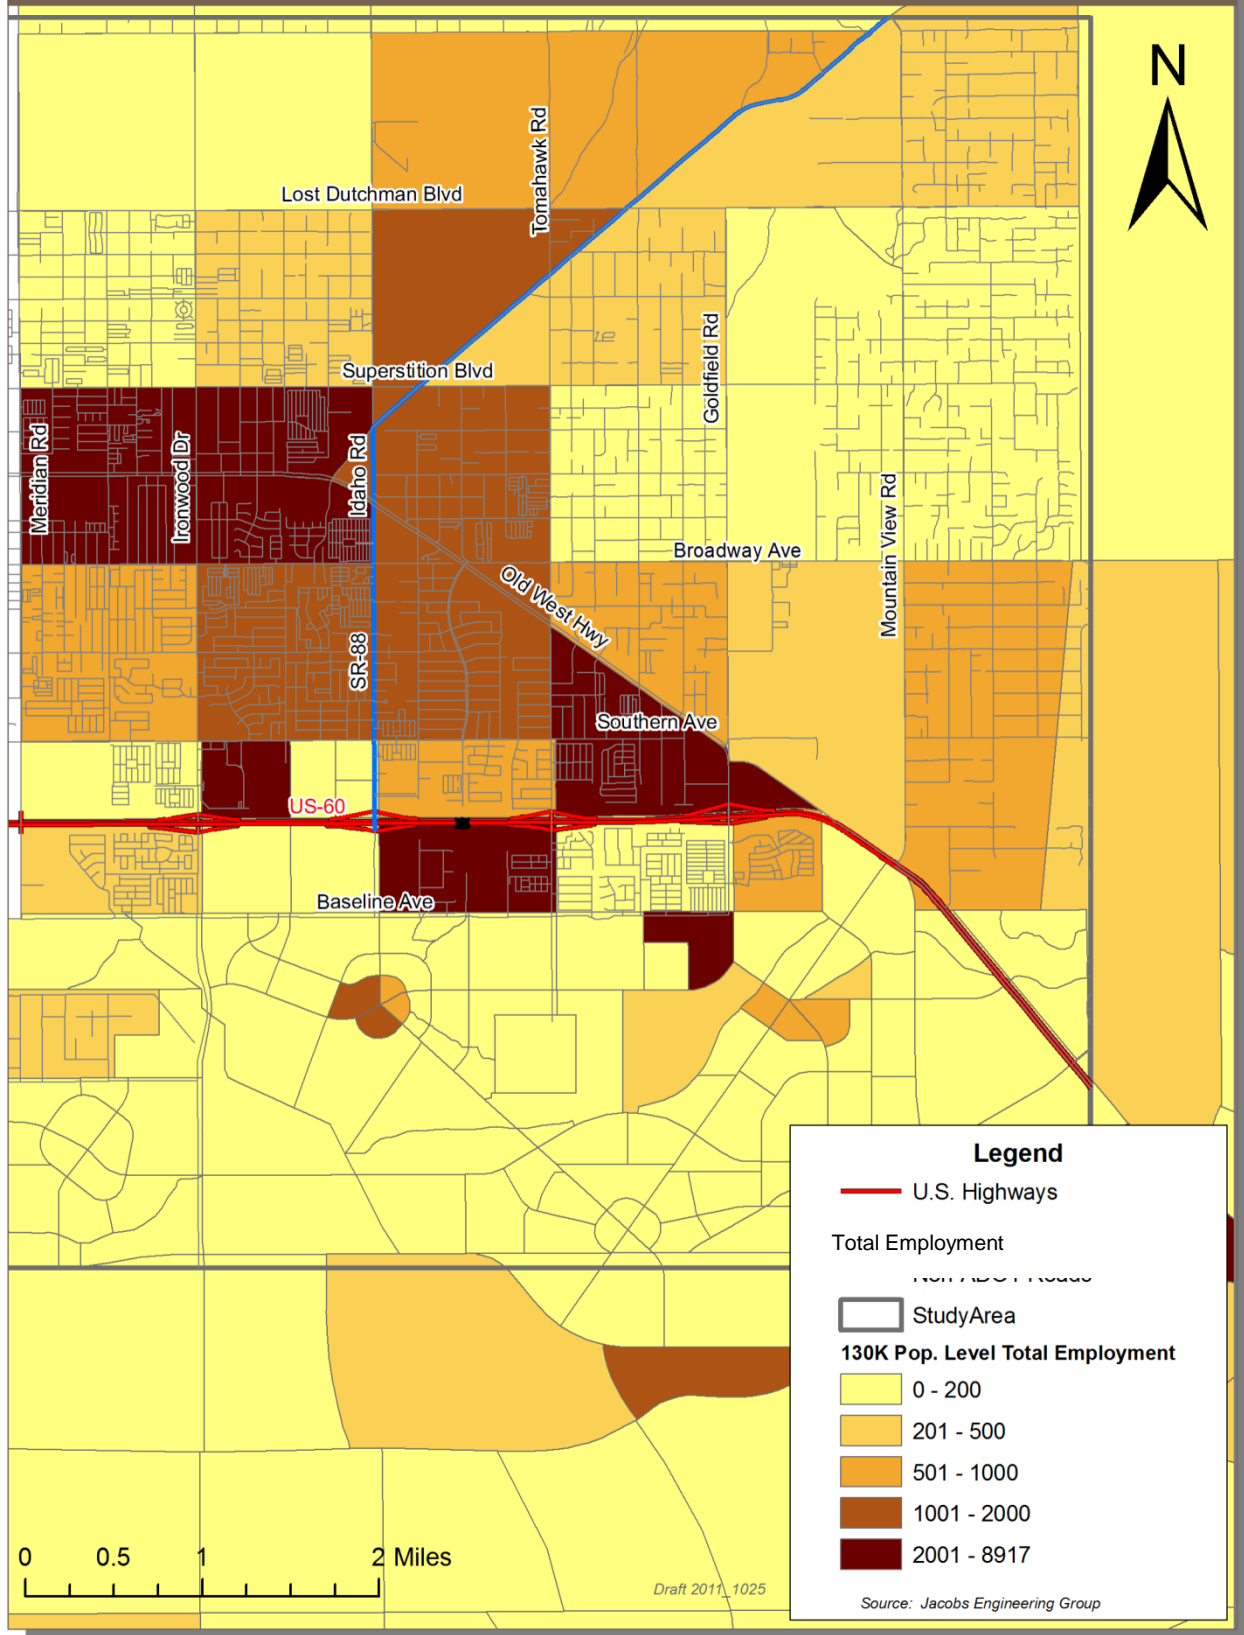 N
Tomahawk Rd
Lost Dutchman Blvd
Goldfield Rd
Superstition Blvd
Meridian Rd
Ironwood Dr
Idaho Rd
Mountain View Rd
Broadway Ave
Old West Hwy
SR-88
Southern Ave
US-60
Baseline Ave
Legend
U.S. Highways
Total Employment
StudyArea
130K Pop. Level Total Employment
0 - 200
201 - 500
501 - 1000
1001 - 2000
2001 - 8917
Source: Jacobs Engineering Group
0 0.5 1 2 Miles
Draft 2011_1025